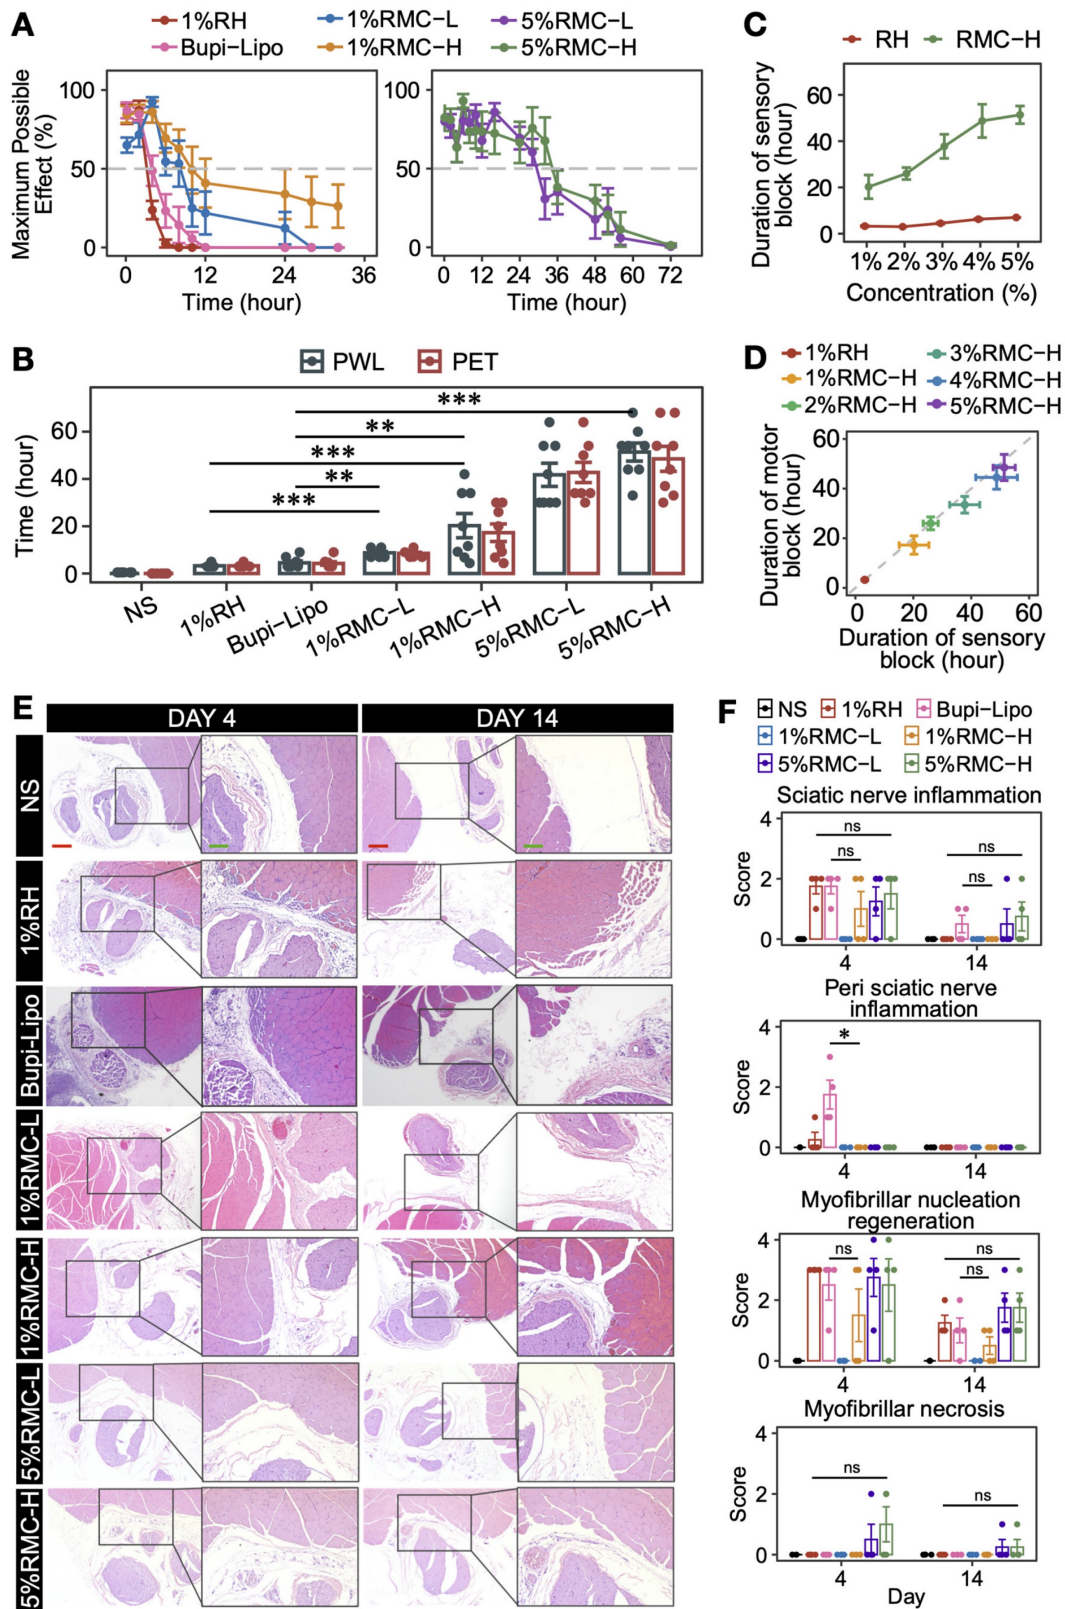 A
1%RH
1%RMC−L
5%RMC−L
Bupi−Lipo
1%RMC−H
5%RMC−H
Maximum Possible
Effect (%)
100
50
0
0
12
24
36
Time (hour)
100
50
0
0
12
24
36
48
60
72
Time (hour)
C
RH
RMC−H
Duration of sensory
block (hour)
60
40
20
0
1%
2%
3%
4%
5%
Concentration (%)
B
PWL
PET
Time (hour)
60
40
20
0
***
**
***
**
***
NS
1%RH
Bupi−Lipo
1%RMC−L
1%RMC−H
5%RMC−L
5%RMC−H
D
1%RH
3%RMC−H
1%RMC−H
4%RMC−H
2%RMC−H
5%RMC−H
Duration of motor
block (hour)
60
40
20
0
0
20
40
60
Duration of sensory
block (hour)
E
DAY 4
DAY 14
NS
1%RH
Bupi−Lipo
1%RMC−L
1%RMC−H
5%RMC−L
5%RMC−H
F
NS
1%RH
Bupi−Lipo
1%RMC−L
1%RMC−H
5%RMC−L
5%RMC−H
Sciatic nerve inflammation
Score
4
2
0
ns
ns
ns
ns
4
14
Peri sciatic nerve
inflammation
Score
4
2
0
*
4
14
Myofibrillar nucleation
regeneration
Score
4
2
0
ns
ns
ns
4
14
Myofibrillar necrosis
Score
4
2
0
ns
ns
4
14
Day